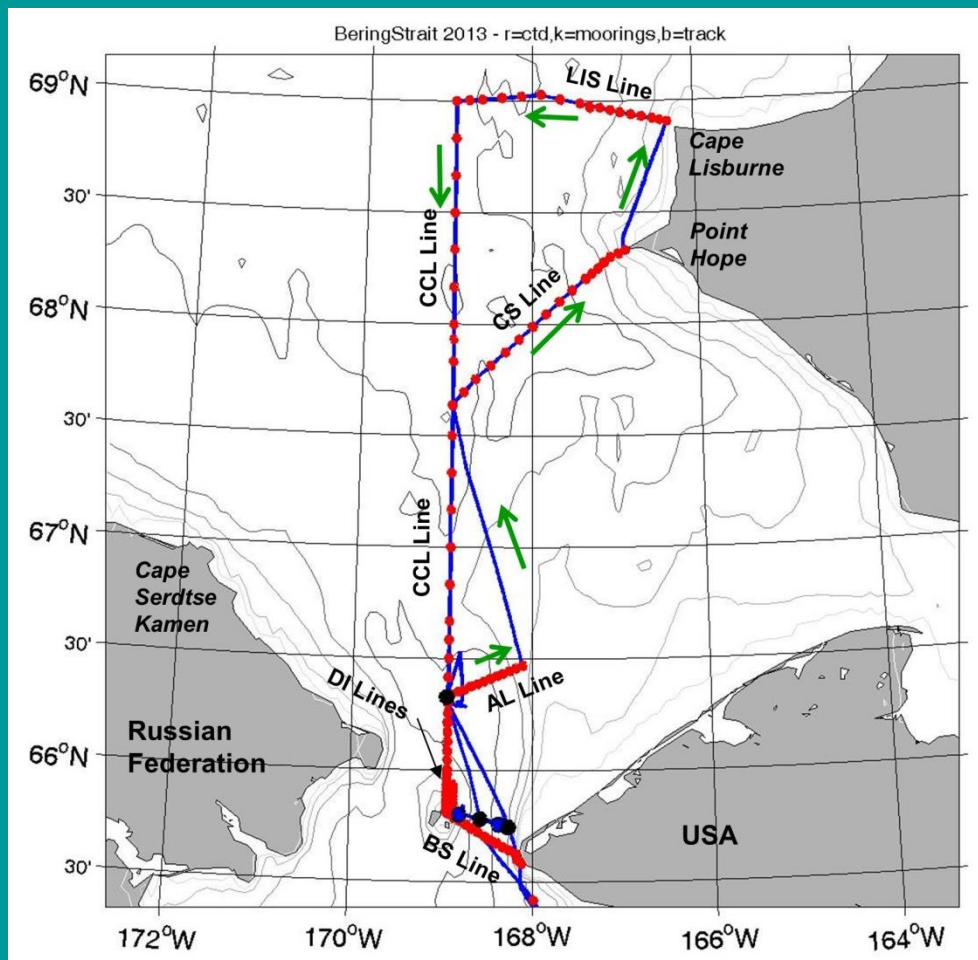 BeringStrait 2013 - r=ctd,k=moorings,b=track
69°N
LIS Line
Cape
Lisburne
30'
CCL Line
Point
Hope
CS Line
68°N
30'
67°N
CCL Line
Cape
Serdtse
Kamen
30'
DI Lines
AL Line
Russian
Federation
66°N
USA
BS Line
30'
172°W
170°W
168°W
166°W
164°W